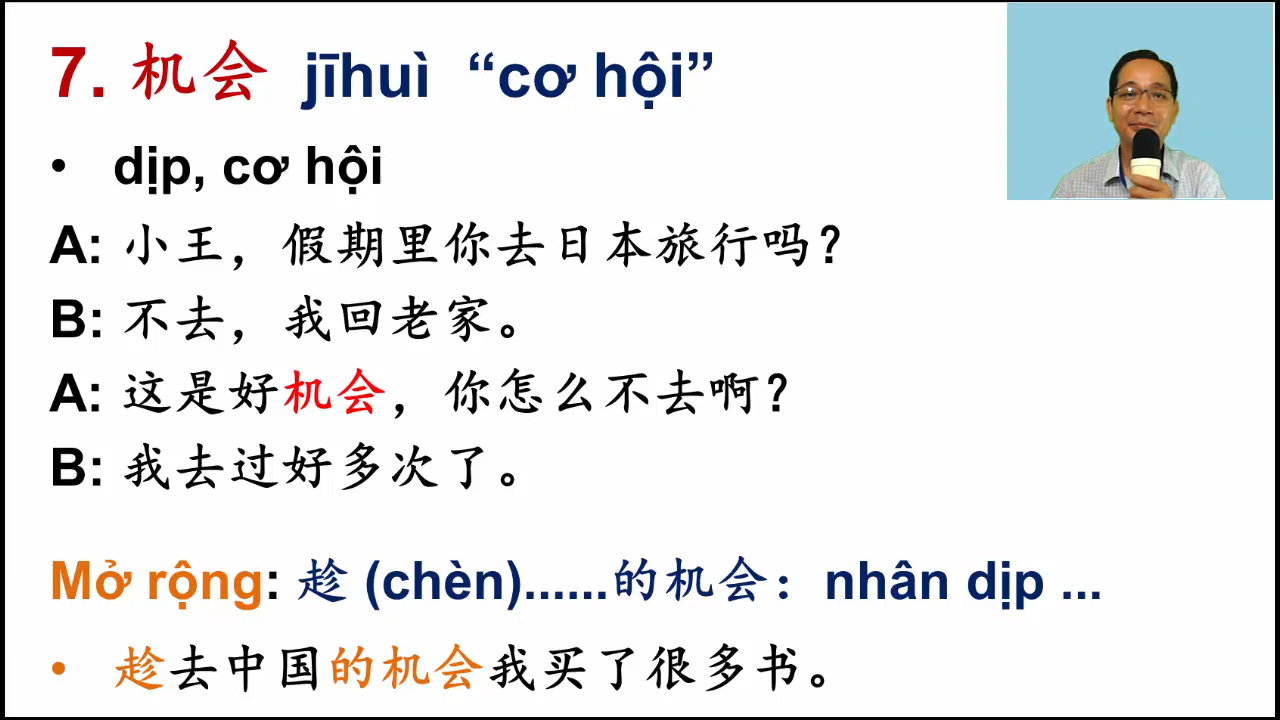 7. 机会 jīhuì “cơ hội”
• dịp, cơ hội
A: 小王，假期里你去日本旅行吗？
B: 不去，我回老家。
A: 这是好机会，你怎么不去啊？
B: 我去过好多次了。
Mở rộng: 趁 (chèn)......的机会：nhân dịp ...
• 趁去中国的机会我买了很多书。